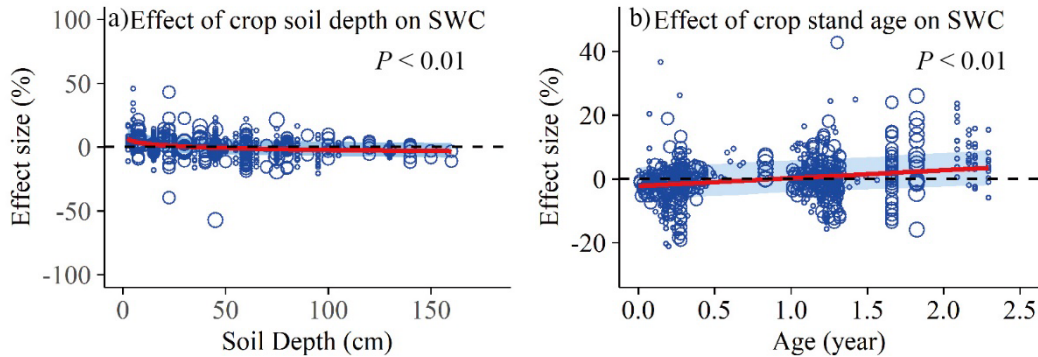 a) Effect of crop soil depth on SWC
P < 0.01
Effect size (%)
100
50
0
-50
-100
0 50 100 150
Soil Depth (cm)
b) Effect of crop stand age on SWC
P < 0.01
Effect size (%)
40
20
0
-20
0.0 0.5 1.0 1.5 2.0 2.5
Age (year)